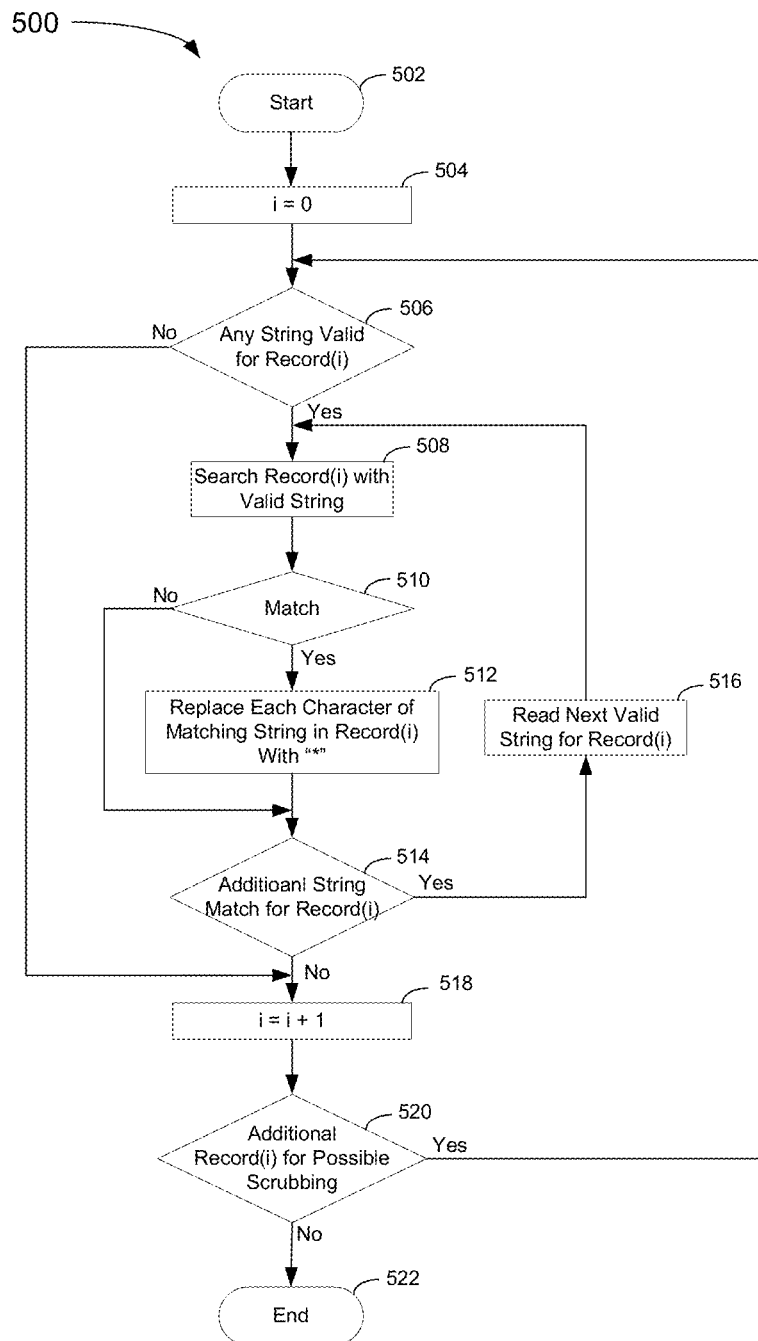 500
502
Start
504
i = 0
506
No
Any String Valid
for Record(i)
Yes
508
Search Record(i) with
Valid String
510
No
Match
Yes
512
Replace Each Character of
Matching String in Record(i)
With “*”
516
Read Next Valid
String for Record(i)
514
Additioanl String
Match for Record(i)
Yes
No
518
i = i + 1
520
Additional
Record(i) for Possible
Scrubbing
Yes
No
522
End